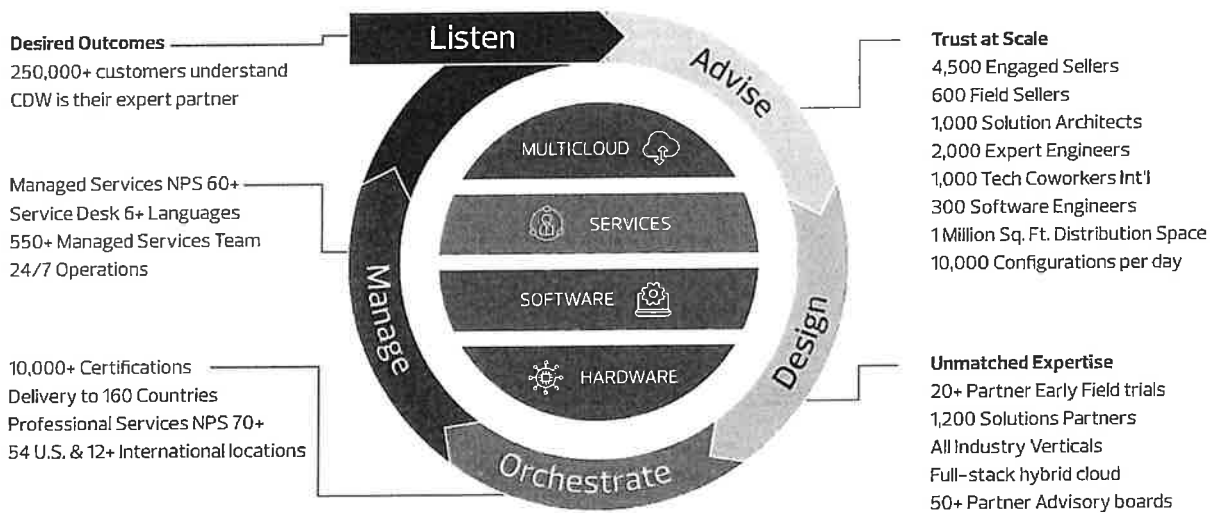 Desired Outcomes
250,000+ customers understand
CDW is their expert partner
Managed Services NPS 60+
Service Desk 6+ Languages
550+ Managed Services Team
24/7 Operations
10,000+ Certifications
Delivery to 160 Countries
Professional Services NPS 70+
54 U.S. & 12+ International locations
Listen
Advise
Design
Orchestrate
Manage
MULTICLOUD
SERVICES
SOFTWARE
HARDWARE
Trust at Scale
4,500 Engaged Sellers
600 Field Sellers
1,000 Solution Architects
2,000 Expert Engineers
1,000 Tech Coworkers Int'l
300 Software Engineers
1 Million Sq. Ft. Distribution Space
10,000 Configurations per day
Unmatched Expertise
20+ Partner Early Field trials
1,200 Solutions Partners
All Industry Verticals
Full-stack hybrid cloud
50+ Partner Advisory boards